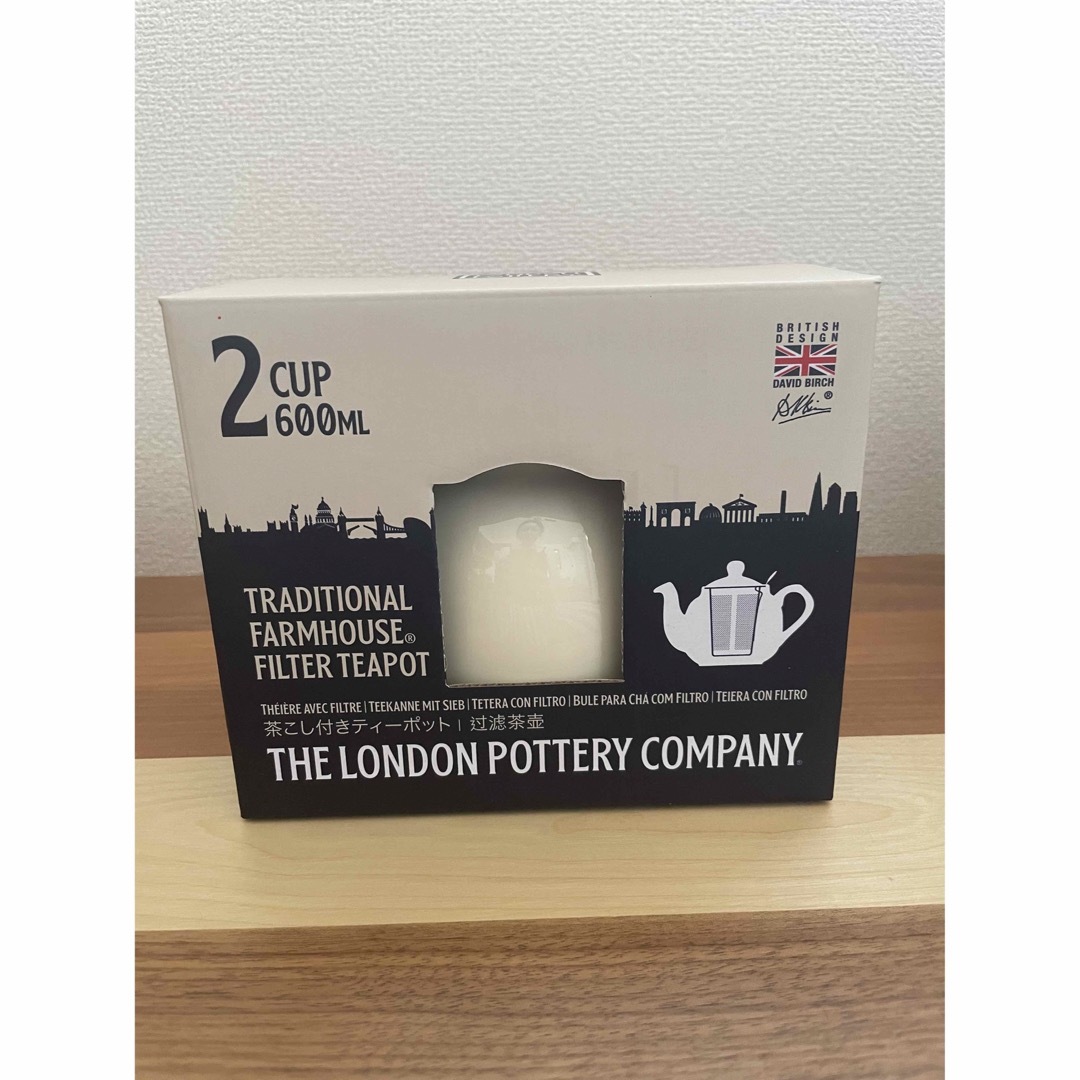 2 CUP
600ML
BRITISH
DESIGN
DAVID BIRCH
®
TRADITIONAL
FARMHOUSE®
FILTER TEAPOT
THÉIÈRE AVEC FILTRE | TEEKANNE MIT SIEB | TETERA CON FILTRO | BULE PARA CHA COM FILTRO | TEIERA CON FILTRO
茶こし付きティーポット | 过滤茶壶
THE LONDON POTTERY COMPANY®